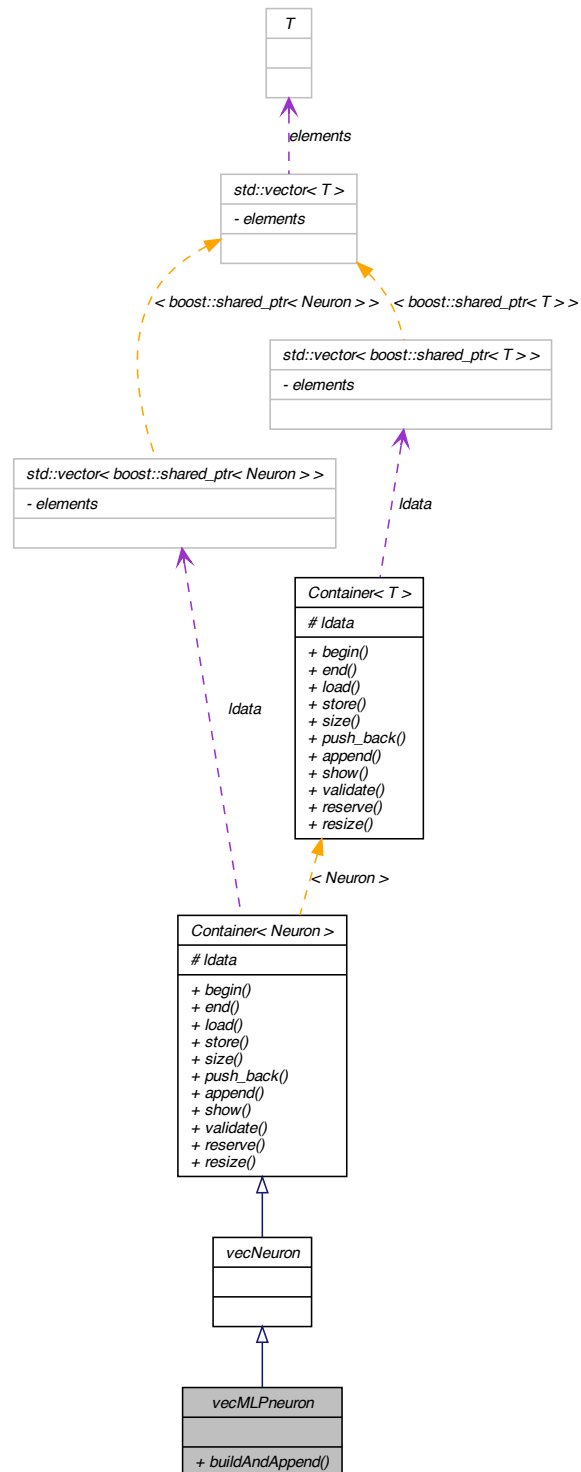 T
elements
std::vector< T >
- elements
< boost::shared_ptr< Neuron > >
< boost::shared_ptr< T > >
std::vector< boost::shared_ptr< T > >
- elements
std::vector< boost::shared_ptr< Neuron > >
- elements
ldata
Container< T >
# ldata
+ begin()
+ end()
+ load()
+ store()
+ size()
+ push_back()
+ append()
+ show()
+ validate()
+ reserve()
+ resize()
ldata
< Neuron >
Container< Neuron >
# ldata
+ begin()
+ end()
+ load()
+ store()
+ size()
+ push_back()
+ append()
+ show()
+ validate()
+ reserve()
+ resize()
vecNeuron
vecMLPneuron
+ buildAndAppend()